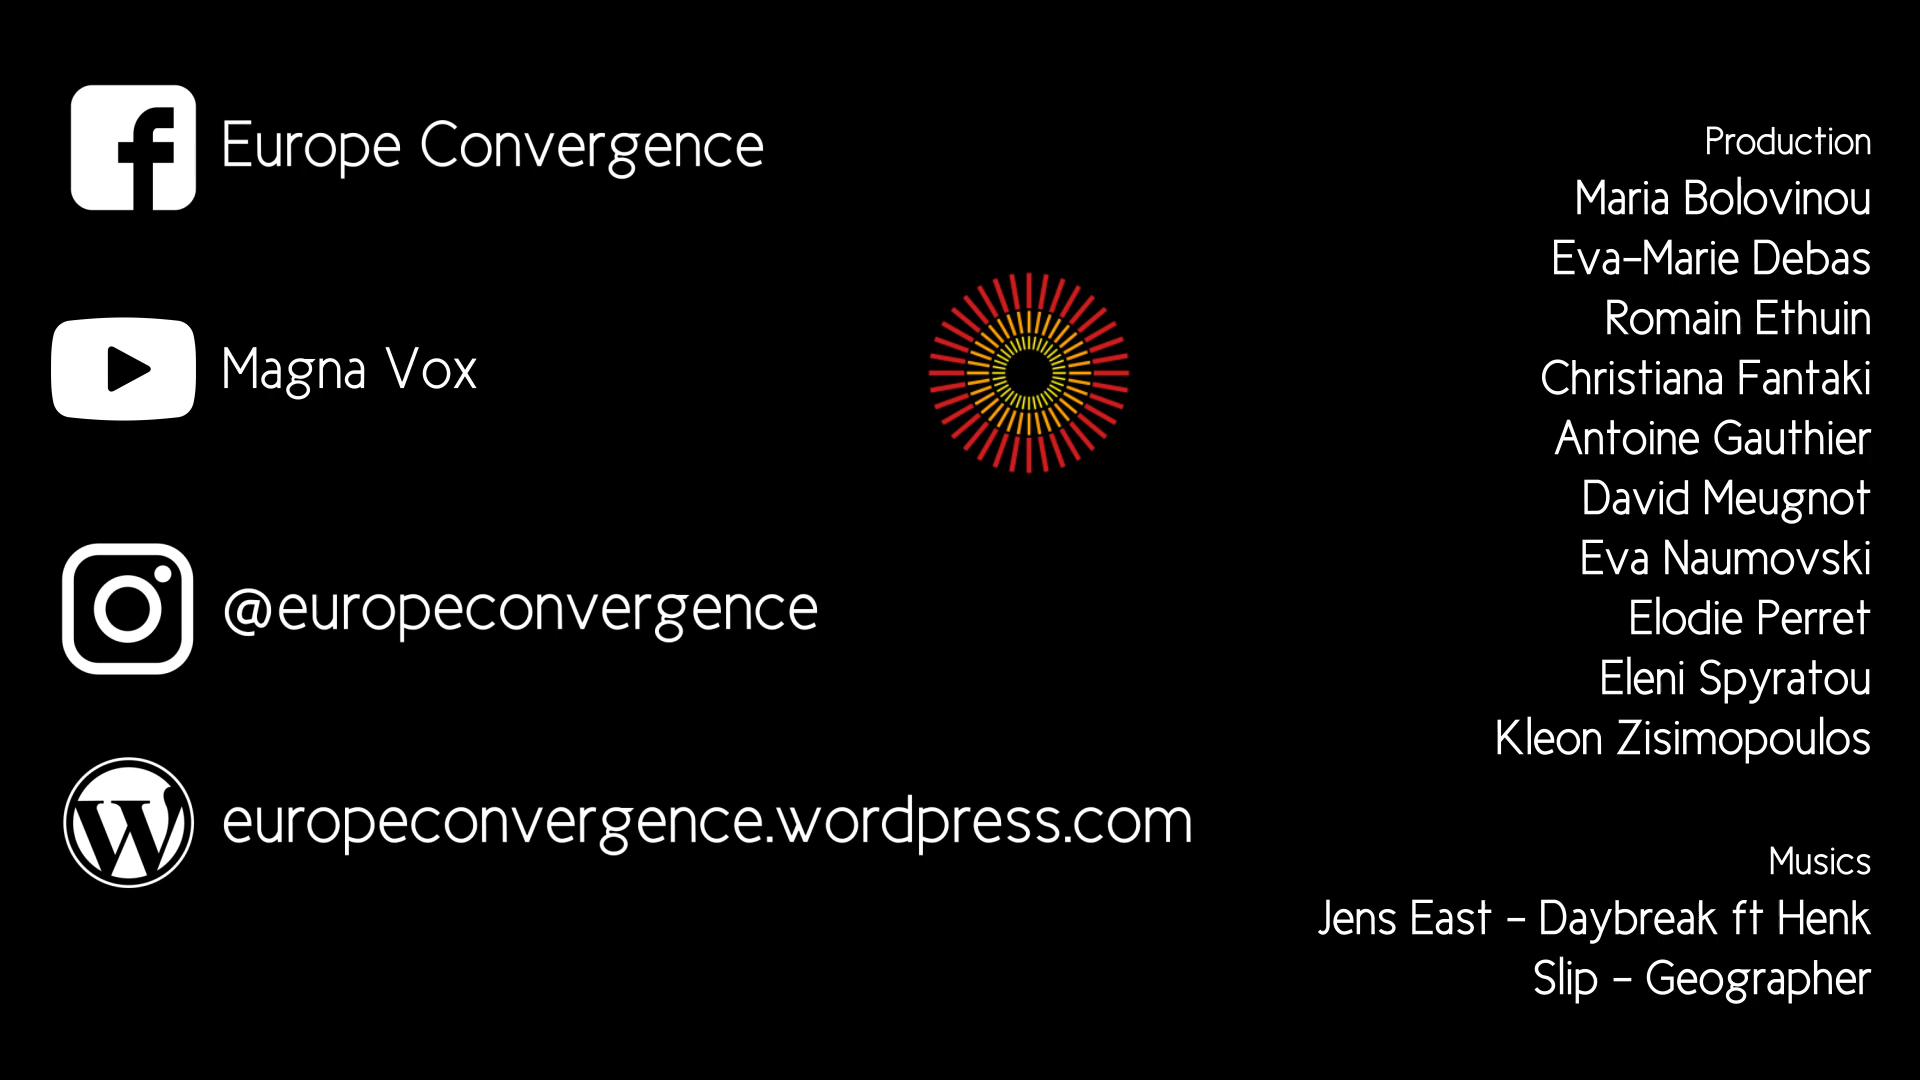 Europe Convergence
Magna Vox
@europeconvergence
europeconvergence.wordpress.com
Production
Maria Bolovinou
Eva-Marie Debas
Romain Ethuin
Christiana Fantaki
Antoine Gauthier
David Meugnot
Eva Naumovski
Elodie Perret
Eleni Spyratou
Kleon Zisimopoulos
Musics
Jens East - Daybreak ft Henk
Slip - Geographer